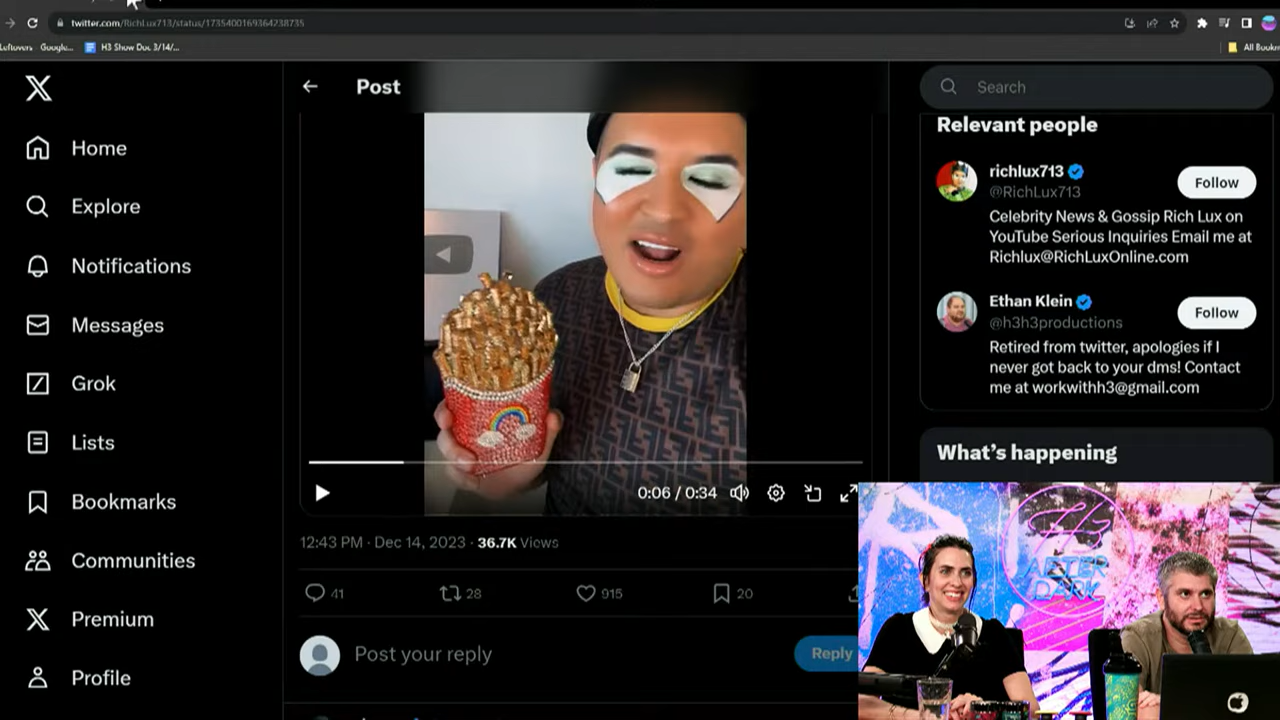 twitter.com/RichLux713/status/1735400169364238735
Leftovers
Google...
H3 Show Doc 3/14/...
All Bookm
Post
Search
Home
Explore
Notifications
Messages
Grok
Lists
Bookmarks
Communities
Premium
Profile
0:06 / 0:34
12:43 PM · Dec 14, 2023 · 36.7K Views
41
28
915
20
Post your reply
Reply
Relevant people
richlux713
@RichLux713
Follow
Celebrity News & Gossip Rich Lux on
YouTube Serious Inquiries Email me at
Richlux@RichLuxOnline.com
Ethan Klein
@h3h3productions
Follow
Retired from twitter, apologies if I
never got back to your dms! Contact
me at workwithh3@gmail.com
What's happening
H3
AFTER
DARK